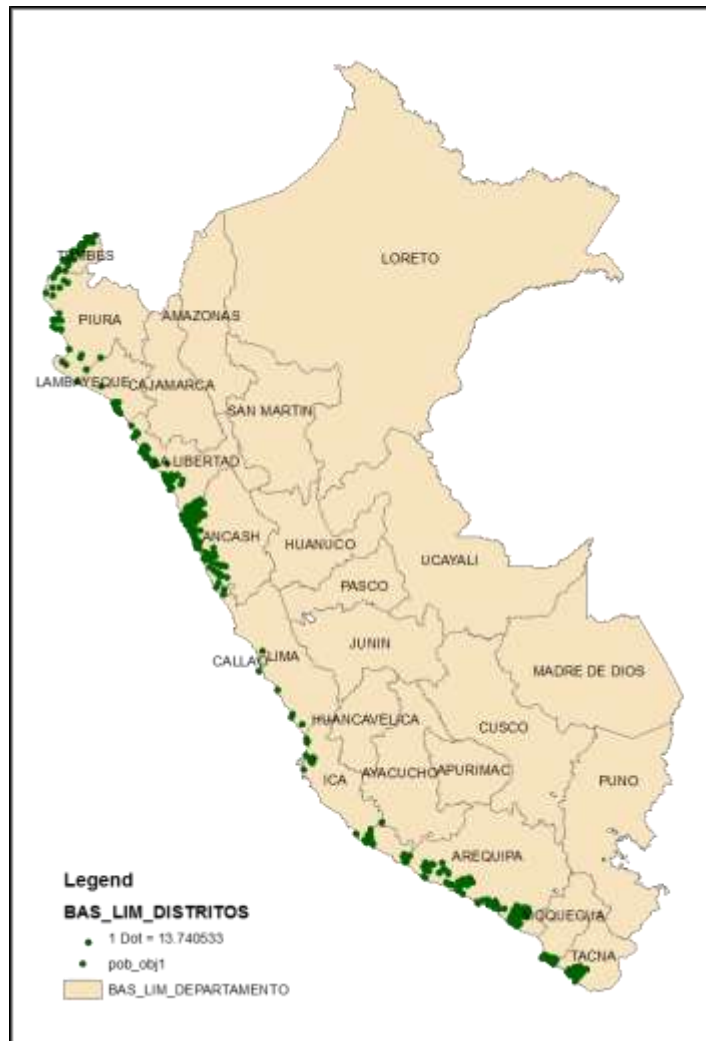 LORETO
AMAZONAS
PIURA
LAMBAYEQUE
CAJAMARCA
SAN MARTIN
LA LIBERTAD
ANCASH
HUANUCO
UCAYALI
PASCO
JUNIN
LIMA
CALLAO
MADRE DE DIOS
HUANCAVELICA
CUSCO
ICA
AYACUCHO
APURIMAC
PUNO
AREQUIPA
MOQUEGUA
TACNA
Legend
BAS_LIM_DISTRITOS
1 Dot = 13.740533
pob_obj1
BAS_LIM_DEPARTAMENTO